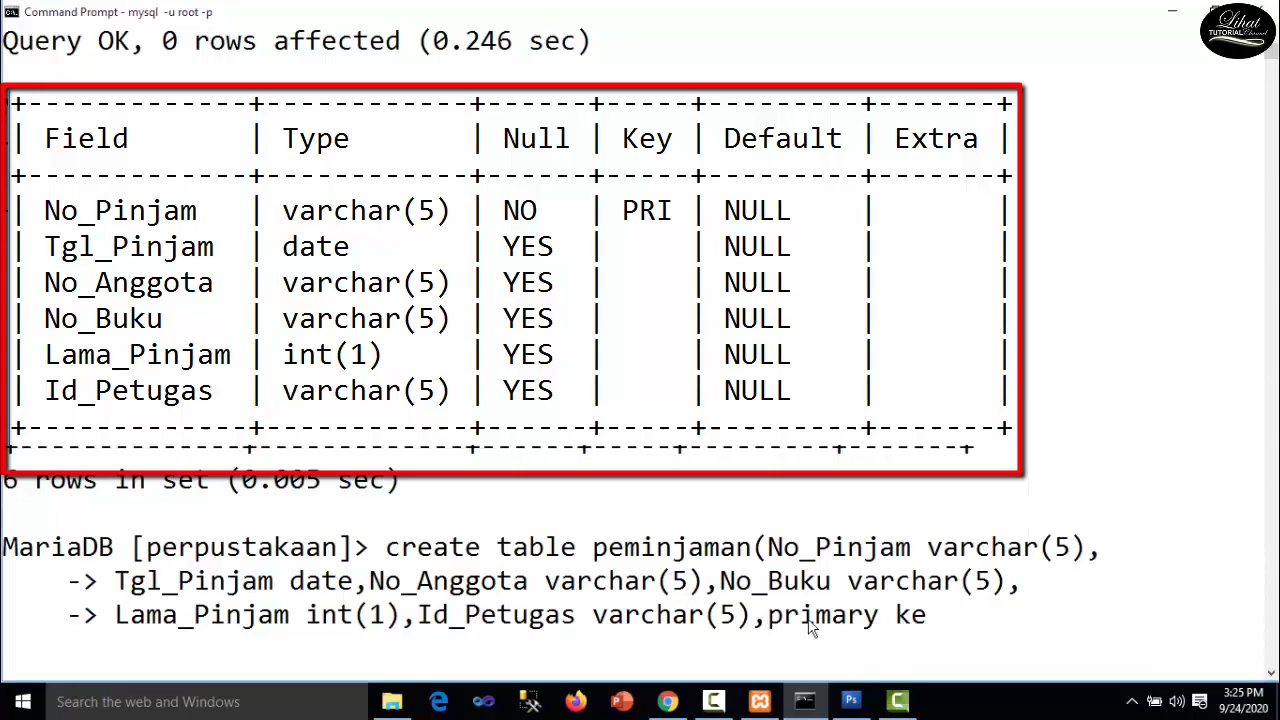 Command Prompt - mysql -u root -p
Lihat
TUTORIAL Channel
Query OK, 0 rows affected (0.246 sec)
+--------------+-------------+------+-----+----------+-------+
| Field | Type | Null | Key | Default | Extra |
+--------------+-------------+------+-----+----------+-------+
| No_Pinjam | varchar(5) | NO | PRI | NULL | |
| Tgl_Pinjam | date | YES | | NULL | |
| No_Anggota | varchar(5) | YES | | NULL | |
| No_Buku | varchar(5) | YES | | NULL | |
| Lama_Pinjam | int(1) | YES | | NULL | |
| Id_Petugas | varchar(5) | YES | | NULL | |
+--------------+-------------+------+-----+----------+-------+
6 rows in set (0.005 sec)
MariaDB [perpustakaan]> create table peminjaman(No_Pinjam varchar(5),
-> Tgl_Pinjam date,No_Anggota varchar(5),No_Buku varchar(5),
-> Lama_Pinjam int(1),Id_Petugas varchar(5),primary ke
Search the web and Windows
3:25 PM
9/24/2020